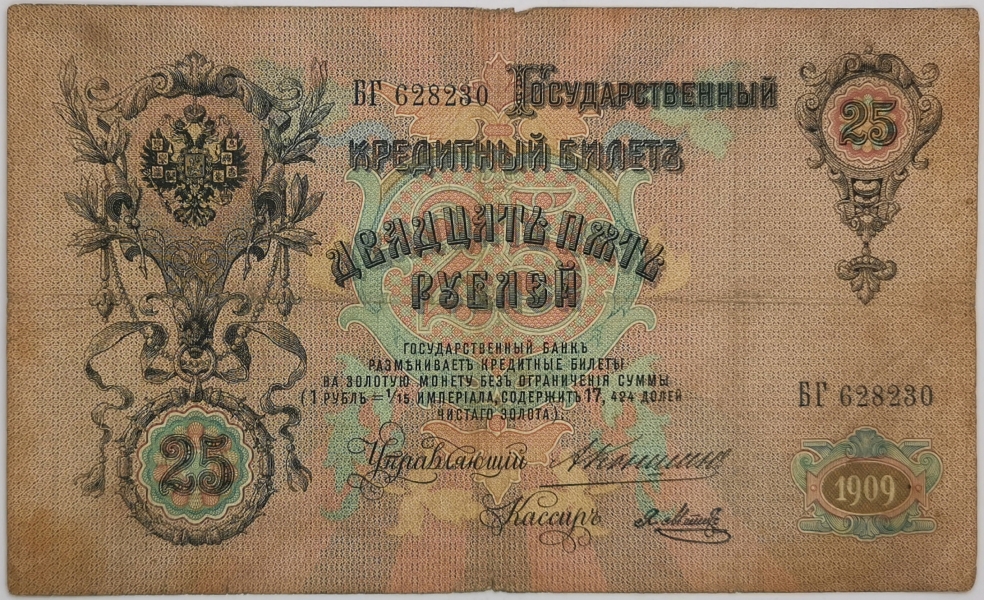 БГ 628230 Государственный
25
Кредитный Билетъ
Двадцать пять
рублей
Государственный Банкъ
размѣниваетъ кредитные билеты
на золотую монету безъ ограниченія суммы
(1 рубль = 1/15 имперіала, содержитъ 17,424 долей
чистаго золота).
БГ 628230
25
Управляющій
Кассиръ
1909